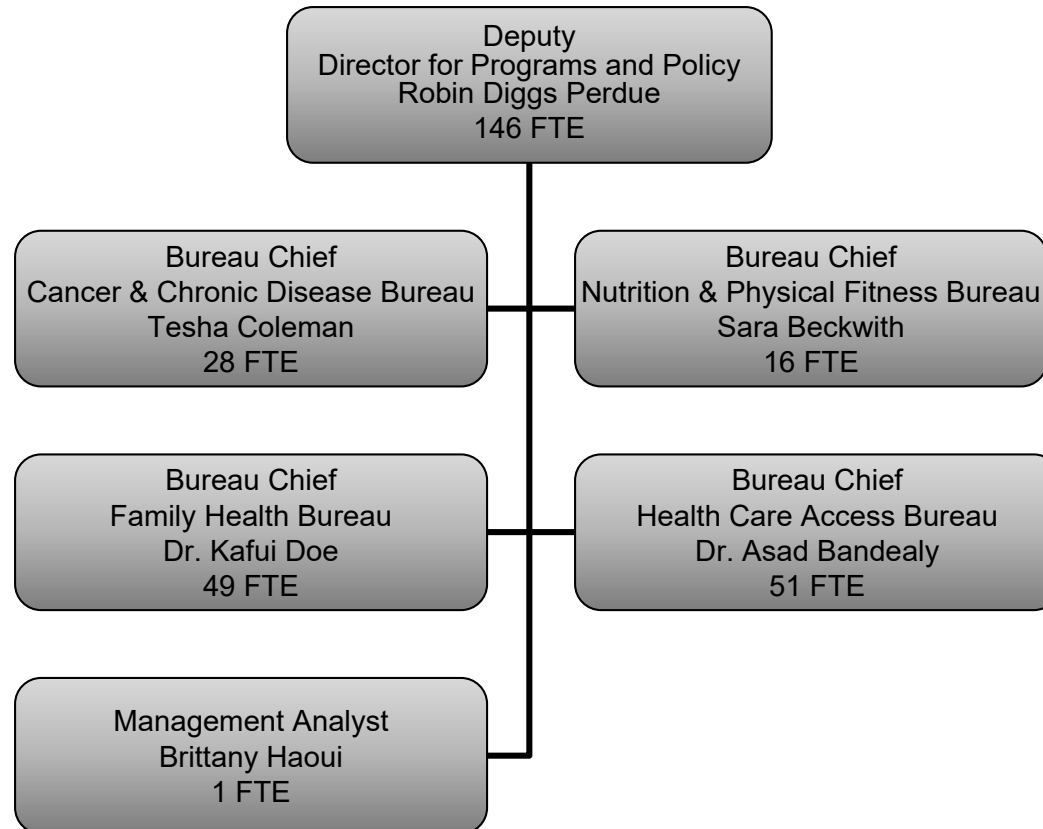 Deputy
Director for Programs and Policy
Robin Diggs Perdue
146 FTE
Bureau Chief
Cancer & Chronic Disease Bureau
Tesha Coleman
28 FTE
Bureau Chief
Nutrition & Physical Fitness Bureau
Sara Beckwith
16 FTE
Bureau Chief
Family Health Bureau
Dr. Kafui Doe
49 FTE
Bureau Chief
Health Care Access Bureau
Dr. Asad Bandealy
51 FTE
Management Analyst
Brittany Haoui
1 FTE